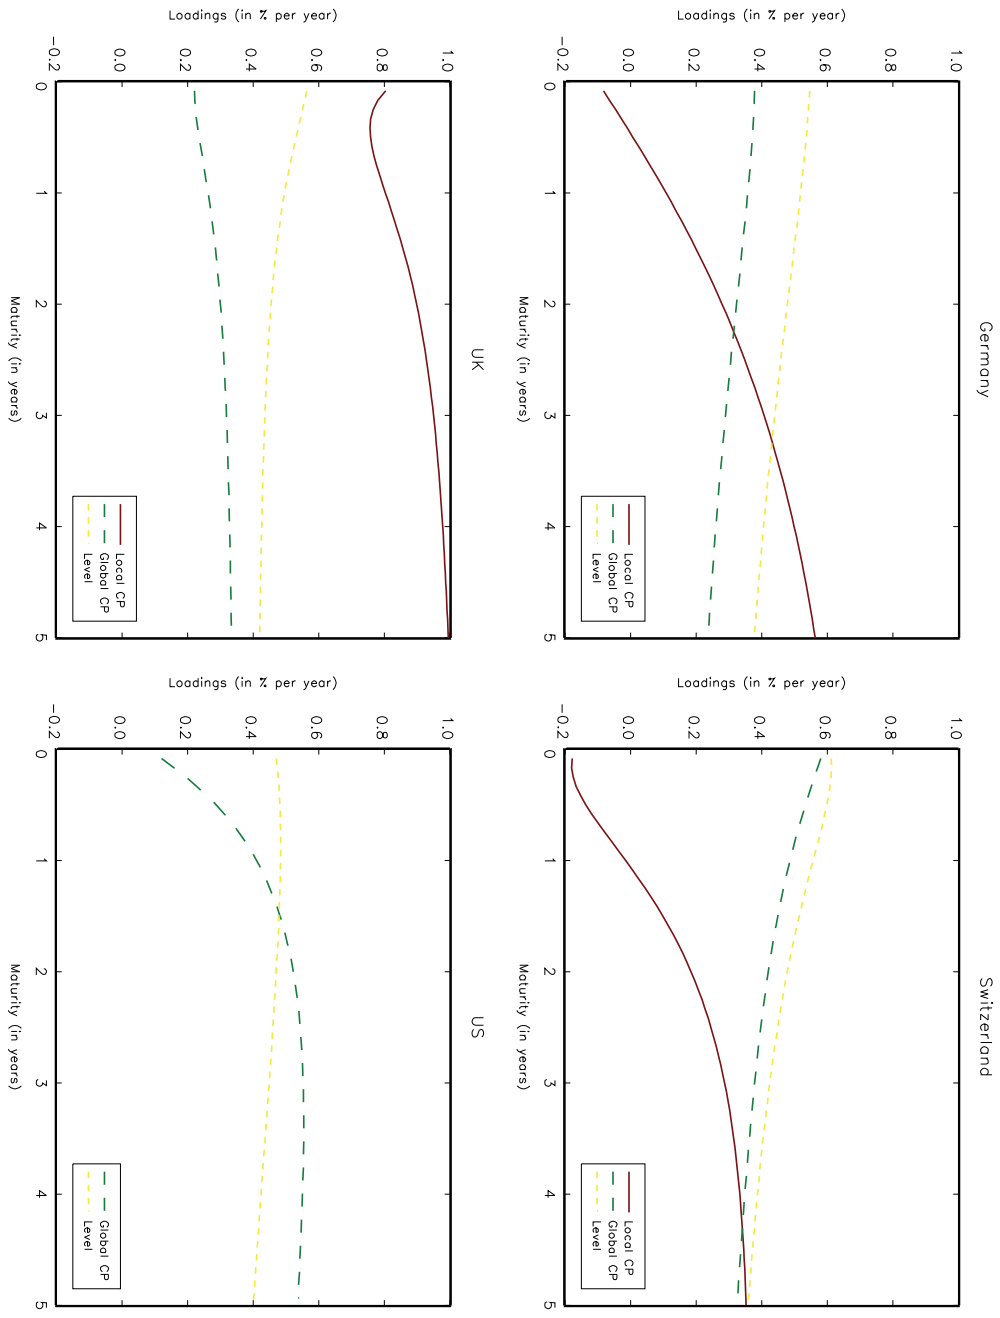 Germany
Loadings (in % per year)
-0.2
0.0
0.2
0.4
0.6
0.8
1.0
0
1
2
3
4
5
Maturity (in years)
Local CP
Global CP
Level
Switzerland
Loadings (in % per year)
-0.2
0.0
0.2
0.4
0.6
0.8
1.0
0
1
2
3
4
5
Maturity (in years)
Local CP
Global CP
Level
UK
Loadings (in % per year)
-0.2
0.0
0.2
0.4
0.6
0.8
1.0
0
1
2
3
4
5
Maturity (in years)
Local CP
Global CP
Level
US
Loadings (in % per year)
-0.2
0.0
0.2
0.4
0.6
0.8
1.0
0
1
2
3
4
5
Maturity (in years)
Global CP
Level